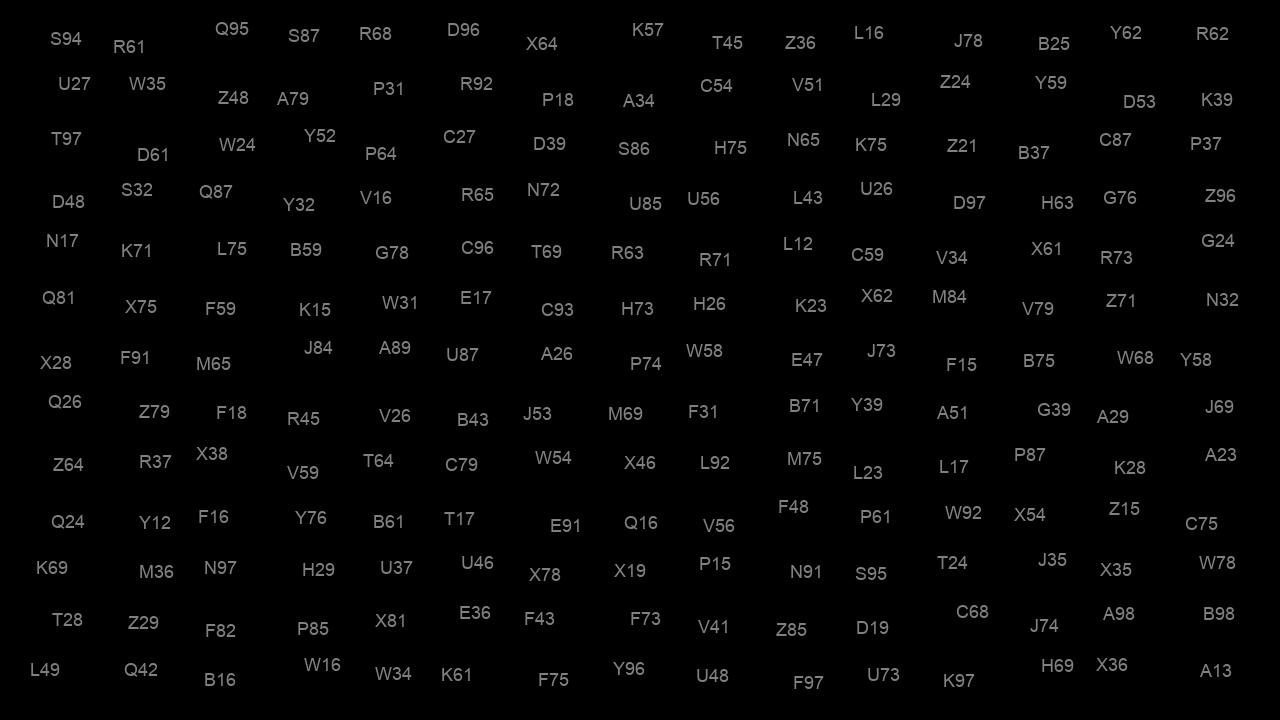 S94 R61 Q95 S87 R68 D96 X64 K57 T45 Z36 L16 J78 B25 Y62 R62
U27 W35 Z48 A79 P31 R92 P18 A34 C54 V51 L29 Z24 Y59 D53 K39
T97 D61 W24 Y52 P64 C27 D39 S86 H75 N65 K75 Z21 B37 C87 P37
D48 S32 Q87 Y32 V16 R65 N72 U85 U56 L43 U26 D97 H63 G76 Z96
N17 K71 L75 B59 G78 C96 T69 R63 R71 L12 C59 V34 X61 R73 G24
Q81 X75 F59 K15 W31 E17 C93 H73 H26 K23 X62 M84 V79 Z71 N32
X28 F91 M65 J84 A89 U87 A26 P74 W58 E47 J73 F15 B75 W68 Y58
Q26 Z79 F18 R45 V26 B43 J53 M69 F31 B71 Y39 A51 G39 A29 J69
Z64 R37 X38 V59 T64 C79 W54 X46 L92 M75 L23 L17 P87 K28 A23
Q24 Y12 F16 Y76 B61 T17 E91 Q16 V56 F48 P61 W92 X54 Z15 C75
K69 M36 N97 H29 U37 U46 X78 X19 P15 N91 S95 T24 J35 X35 W78
T28 Z29 F82 P85 X81 E36 F43 F73 V41 Z85 D19 C68 J74 A98 B98
L49 Q42 B16 W16 W34 K61 F75 Y96 U48 F97 U73 K97 H69 X36 A13